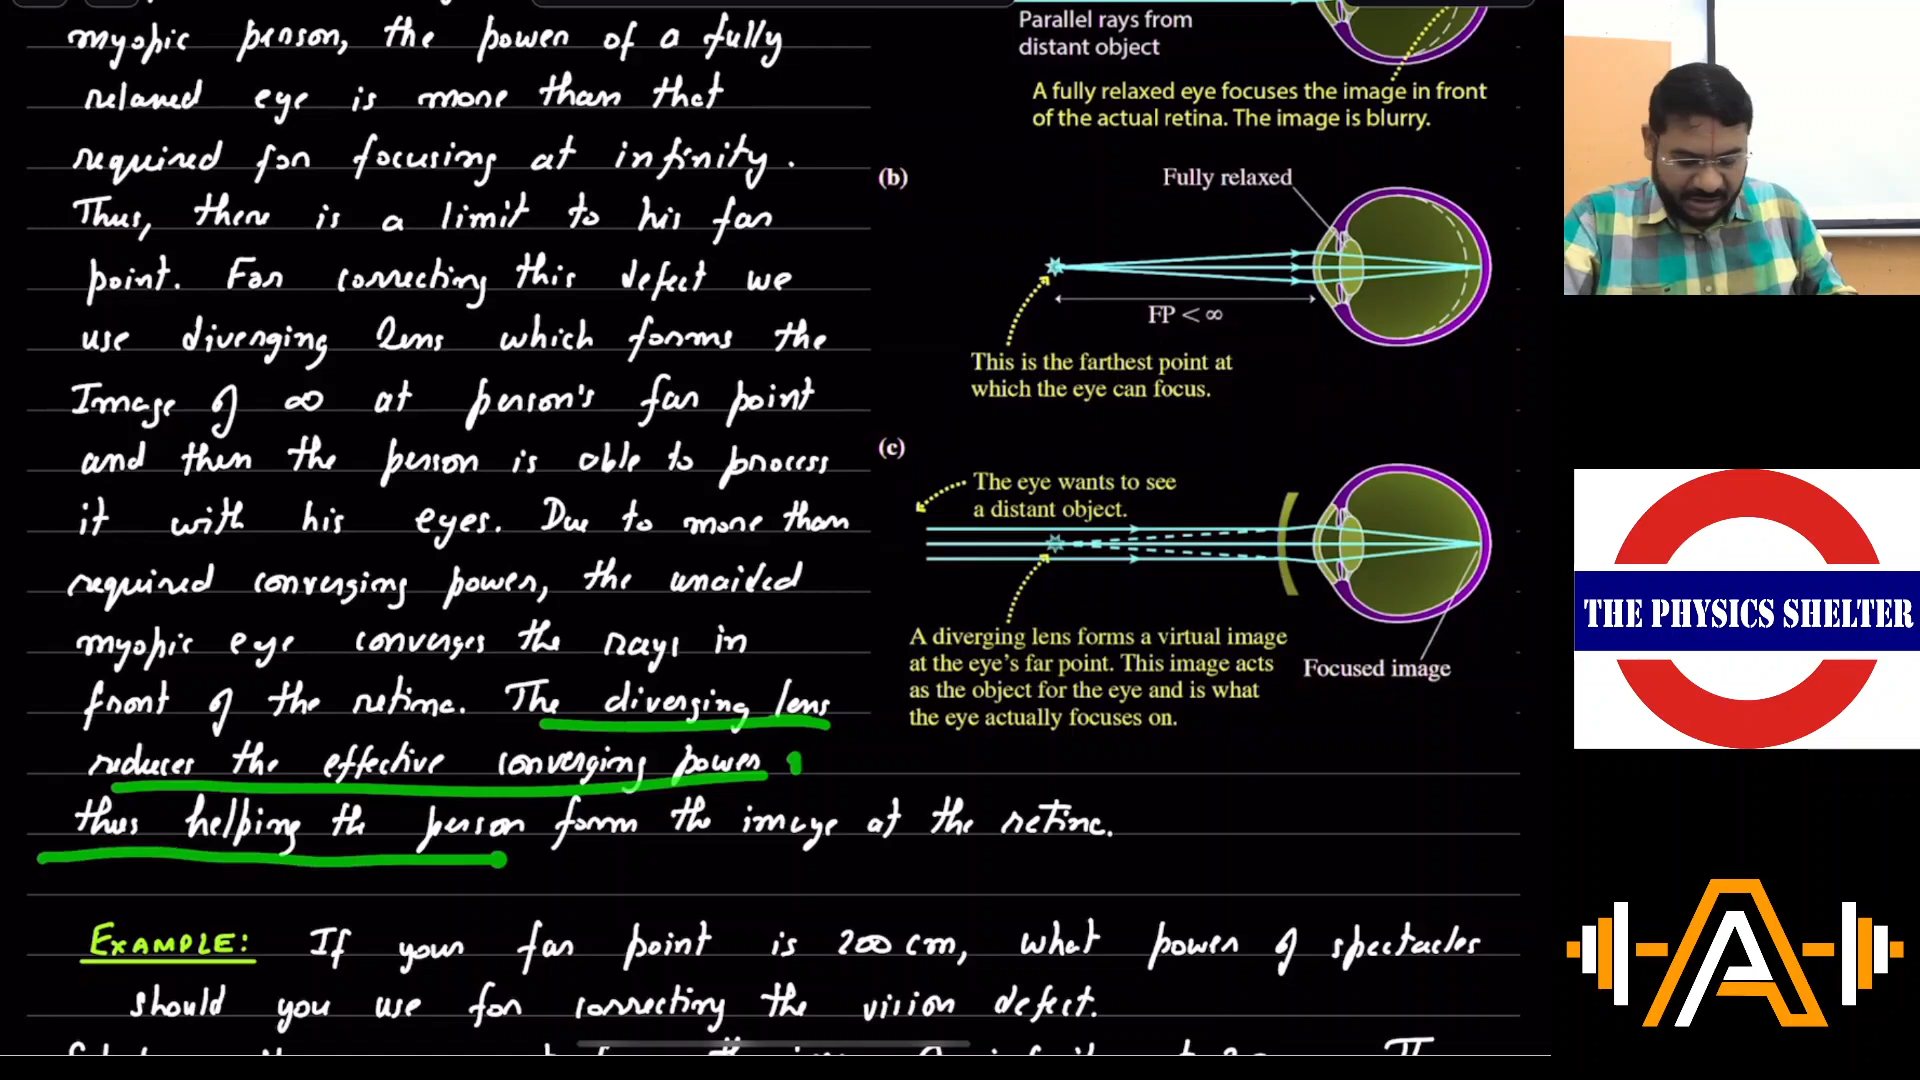 myopic person, the power of a fully
relaxed eye is more than that
required for focusing at infinity.
Thus, there is a limit to his far
point. For correcting this defect we
use diverging lens which forms the
Image of ∞ at person's far point
and then the person is able to process
it with his eyes. Due to more than
required converging power, the unaided
myopic eye converges the rays in
front of the retina. The diverging lens
reduces the effective converging power,
thus helping the person form the image at the retina.
EXAMPLE: If your far point is 200 cm, what power of spectacles
should you use for correcting the vision defect.
Parallel rays from
distant object
A fully relaxed eye focuses the image in front
of the actual retina. The image is blurry.
(b)
Fully relaxed
FP < ∞
This is the farthest point at
which the eye can focus.
(c)
The eye wants to see
a distant object.
A diverging lens forms a virtual image
at the eye's far point. This image acts
as the object for the eye and is what
the eye actually focuses on.
Focused image
THE PHYSICS SHELTER